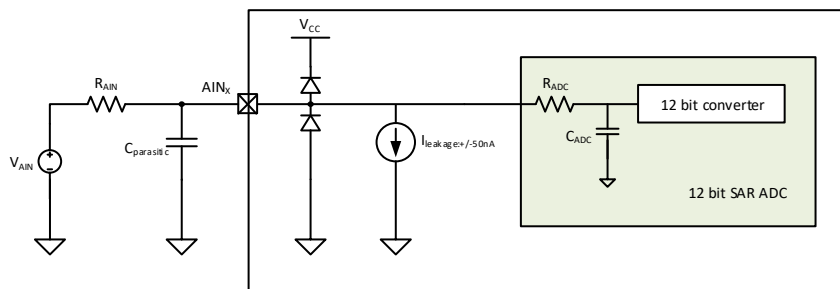 V_CC
R_AIN
AIN_X
R_ADC
12 bit converter
V_AIN
+
-
C_parasitic
I_leakage:+/-50nA
C_ADC
12 bit SAR ADC